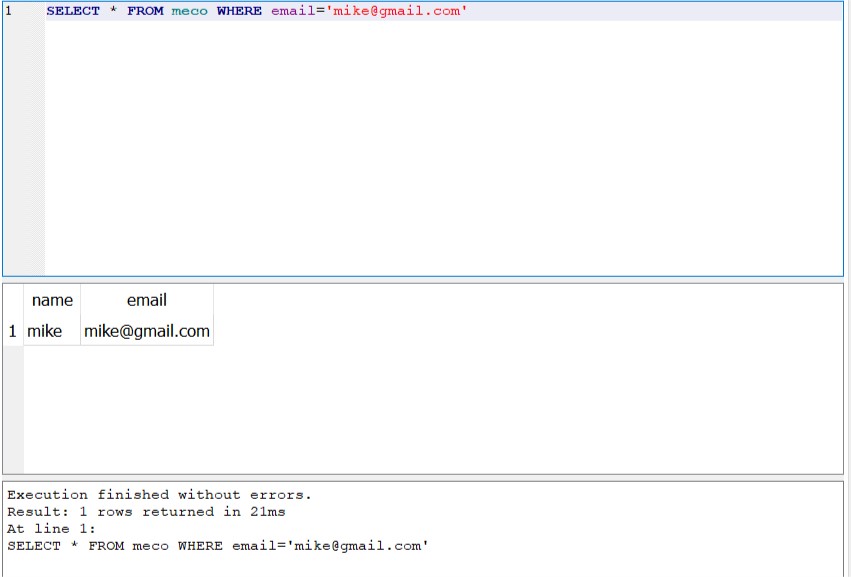 1 SELECT * FROM meco WHERE email='mike@gmail.com'
name email
1 mike mike@gmail.com
Execution finished without errors.
Result: 1 rows returned in 21ms
At line 1:
SELECT * FROM meco WHERE email='mike@gmail.com'